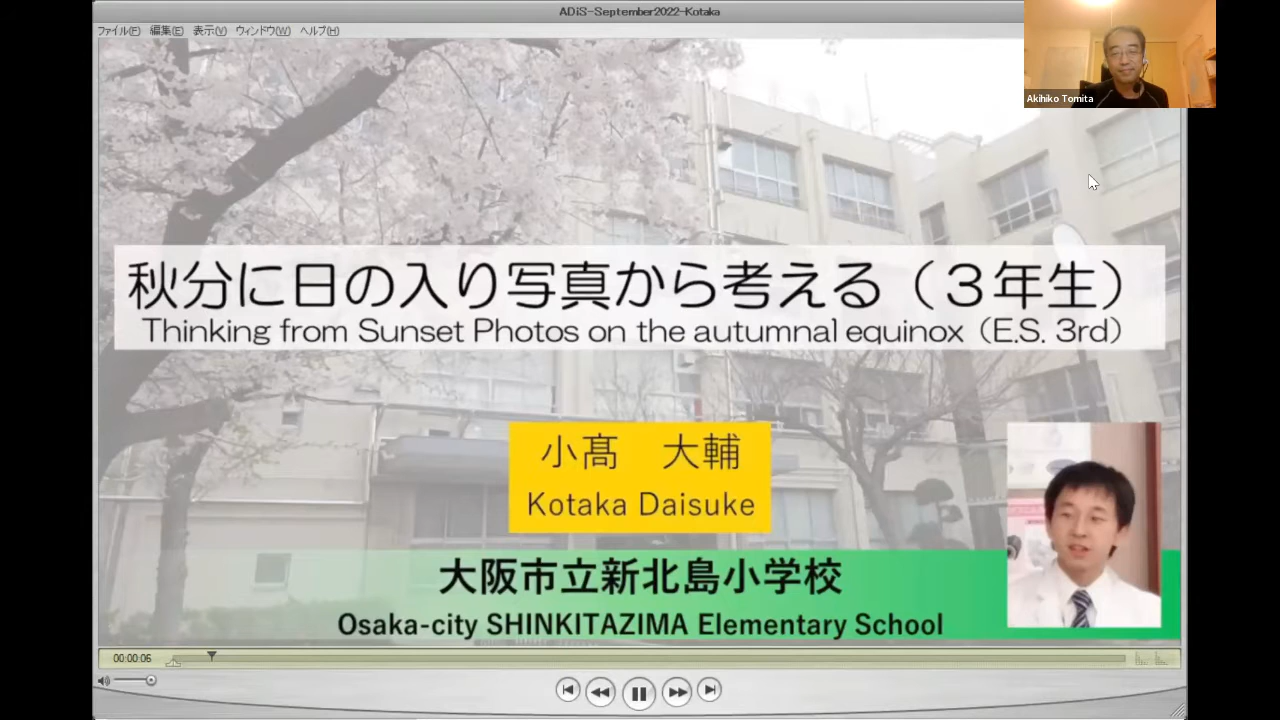 ADiS-September2022-Kotaka
ファイル(F) 編集(E) 表示(V) ウィンドウ(W) ヘルプ(H)
Akihiko Tomita
秋分に日の入り写真から考える（３年生）
Thinking from Sunset Photos on the autumnal equinox (E.S. 3rd)
小髙　大輔
Kotaka Daisuke
大阪市立新北島小学校
Osaka-city SHINKITAZIMA Elementary School
00:00:06